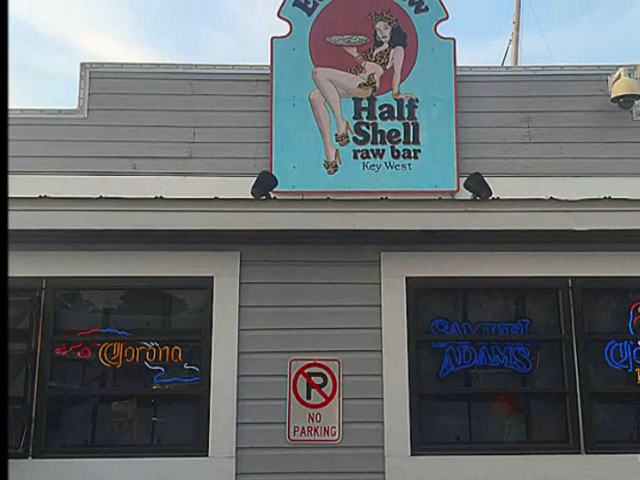 Half
Shell
raw bar
Key West
Corona
SAMUEL
ADAMS
P
NO
PARKING